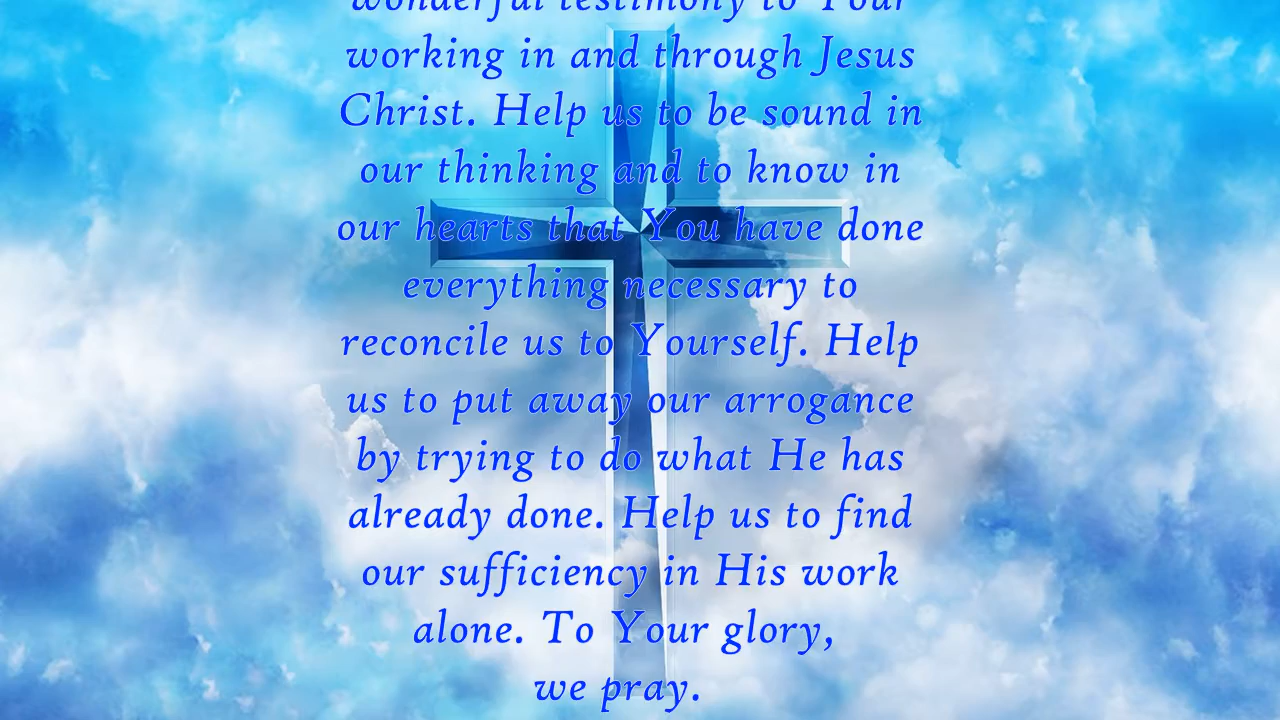 wonderful testimony to Your
working in and through Jesus
Christ. Help us to be sound in
our thinking and to know in
our hearts that You have done
everything necessary to
reconcile us to Yourself. Help
us to put away our arrogance
by trying to do what He has
already done. Help us to find
our sufficiency in His work
alone. To Your glory,
we pray.